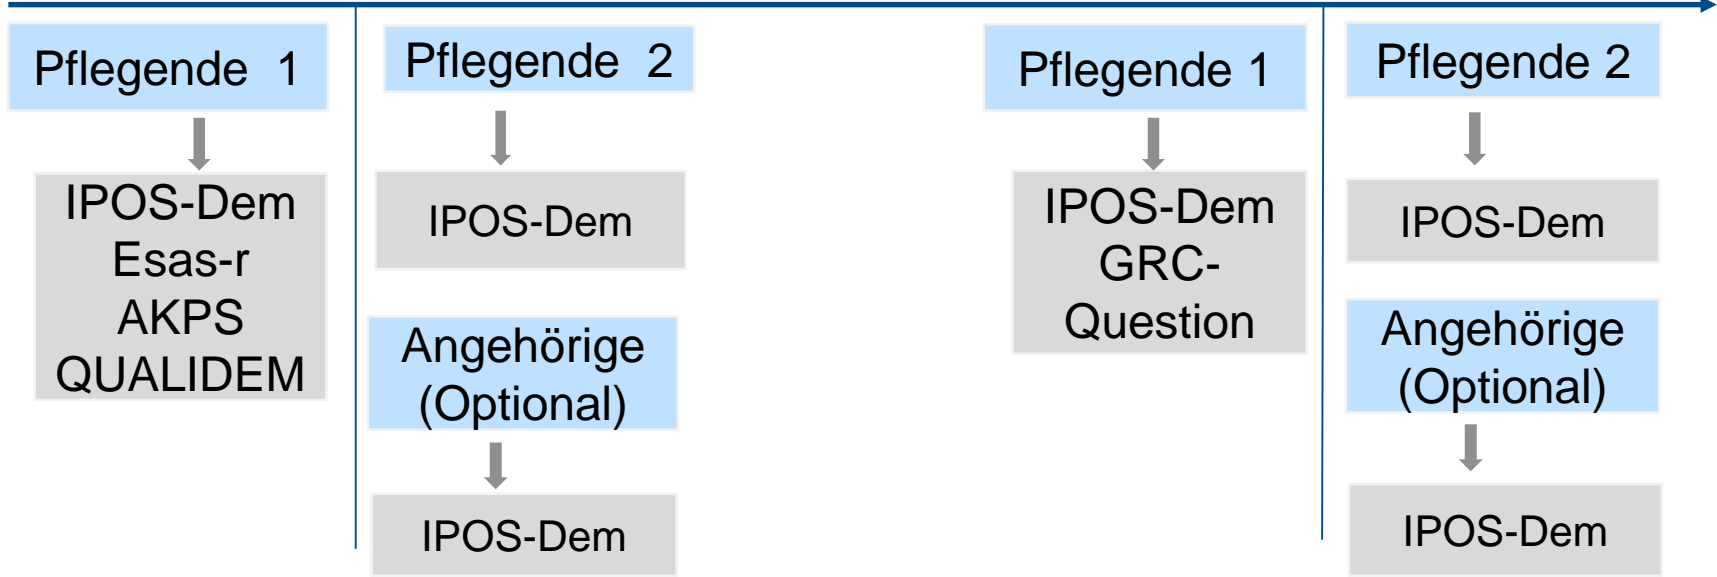 Pflegende 1
IPOS-Dem
Esas-r
AKPS
QUALIDEM
Pflegende 2
IPOS-Dem
Angehörige
(Optional)
IPOS-Dem
Pflegende 1
IPOS-Dem
GRC-
Question
Pflegende 2
IPOS-Dem
Angehörige
(Optional)
IPOS-Dem